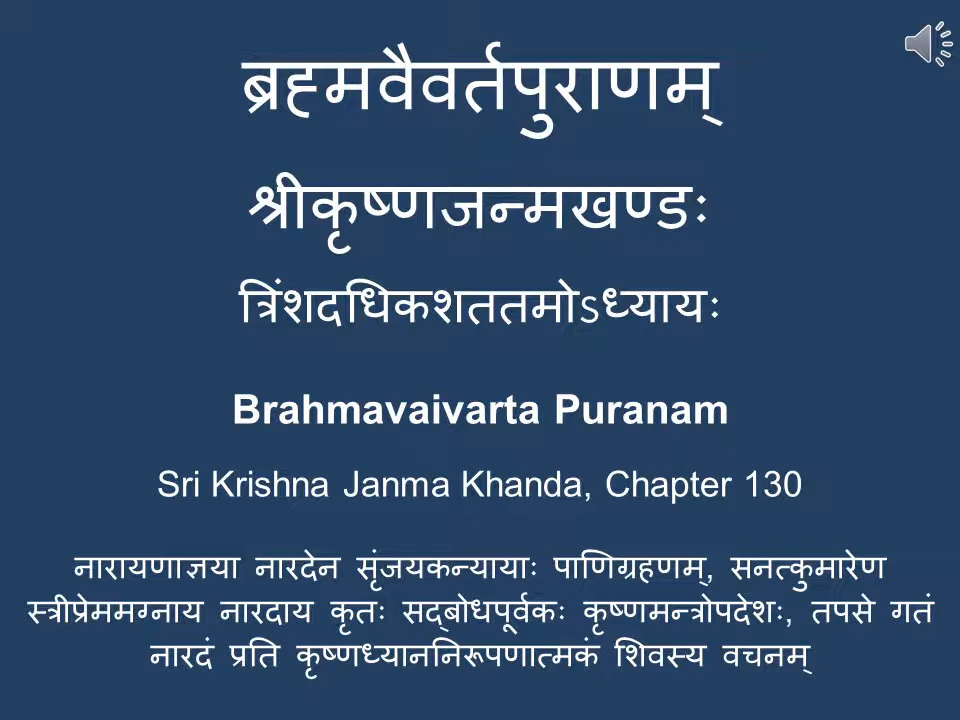 ब्रह्मवैवर्तपुराणम्
श्रीकृष्णजन्मखण्डः
त्रिंशदधिकशततमोऽध्यायः
Brahmavaivarta Puranam
Sri Krishna Janma Khanda, Chapter 130
नारायणाज्ञया नारदेन सृंजयकन्यायाः पाणिग्रहणम्, सनत्कुमारेण
स्त्रीप्रेममग्नाय नारदाय कृतः सद्बोधपूर्वकः कृष्णमन्त्रोपदेशः, तपसे गतं
नारदं प्रति कृष्णध्याननिरूपणात्मकं शिवस्य वचनम्